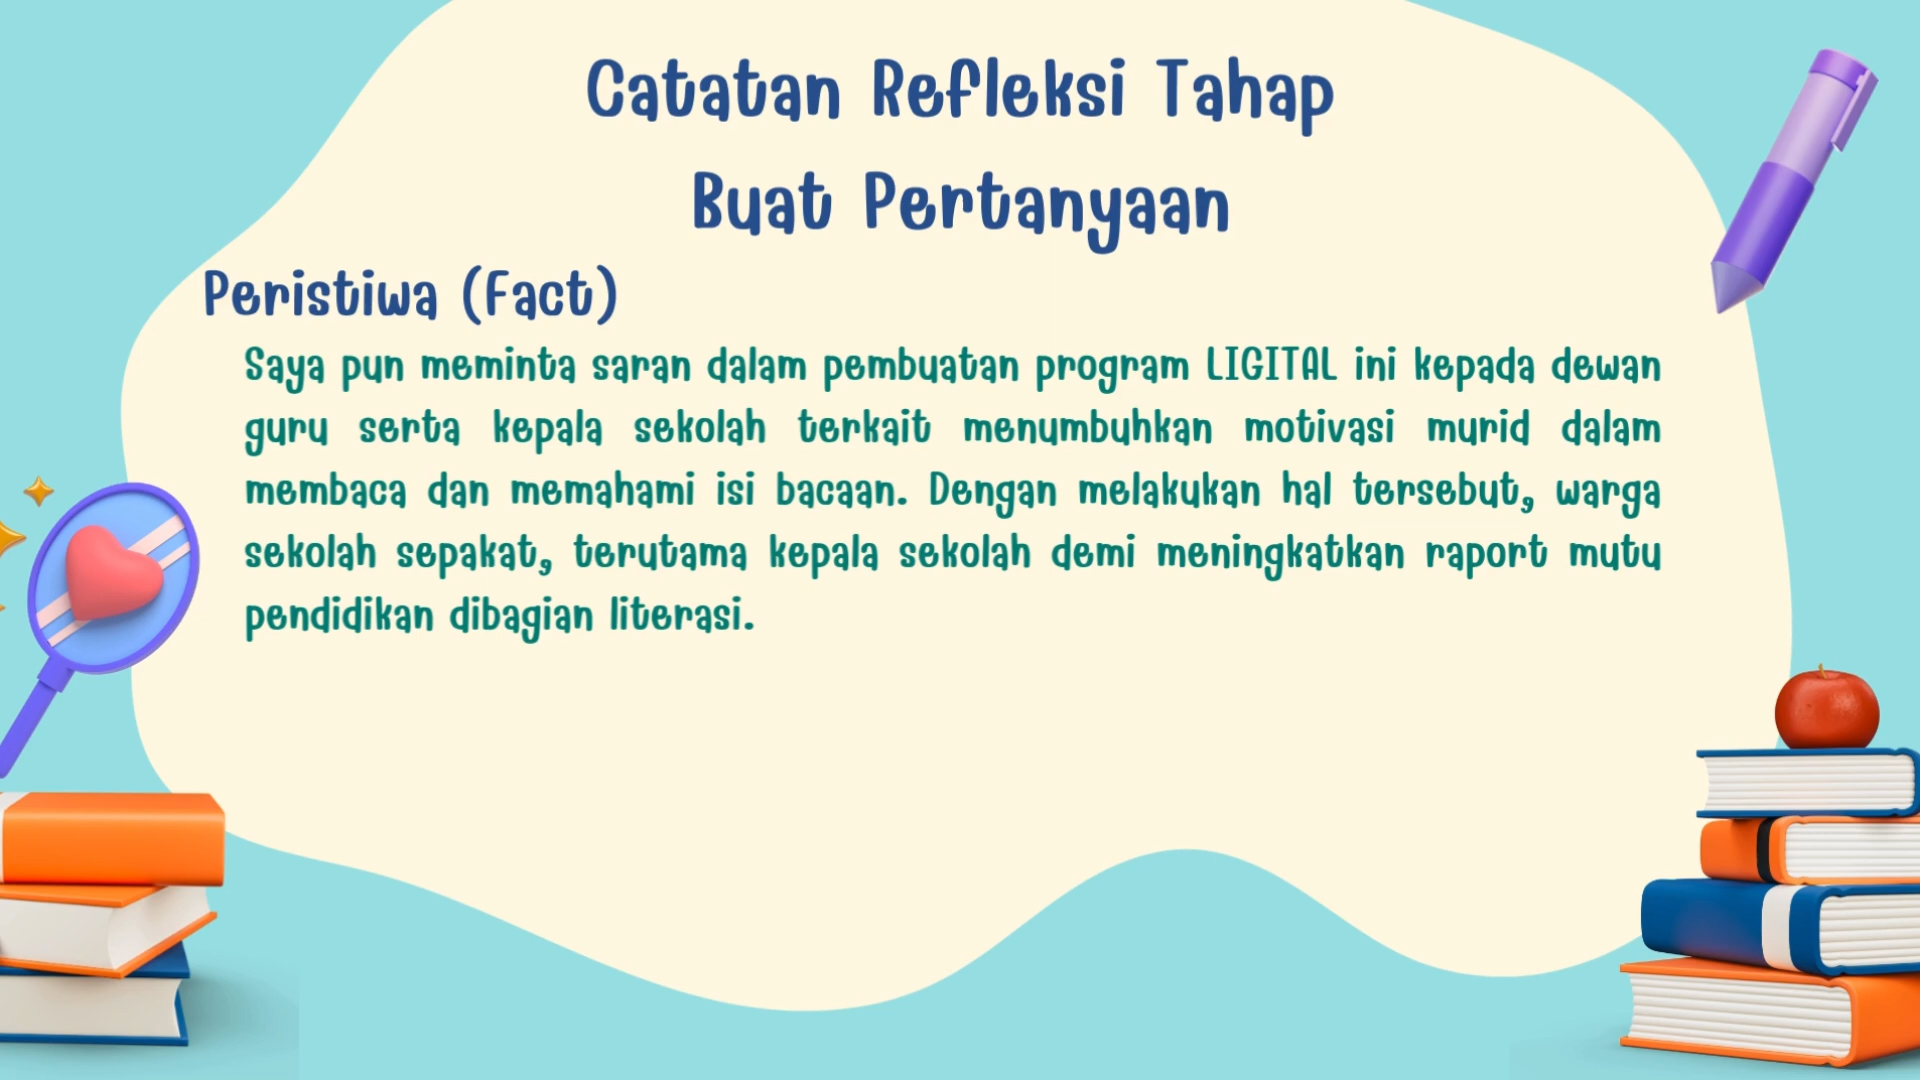 Catatan Refleksi Tahap
Buat Pertanyaan
Peristiwa (Fact)
Saya pun meminta saran dalam pembuatan program LIGITAL ini kepada dewan
guru serta kepala sekolah terkait menumbuhkan motivasi murid dalam
membaca dan memahami isi bacaan. Dengan melakukan hal tersebut, warga
sekolah sepakat, terutama kepala sekolah demi meningkatkan raport mutu
pendidikan dibagian literasi.